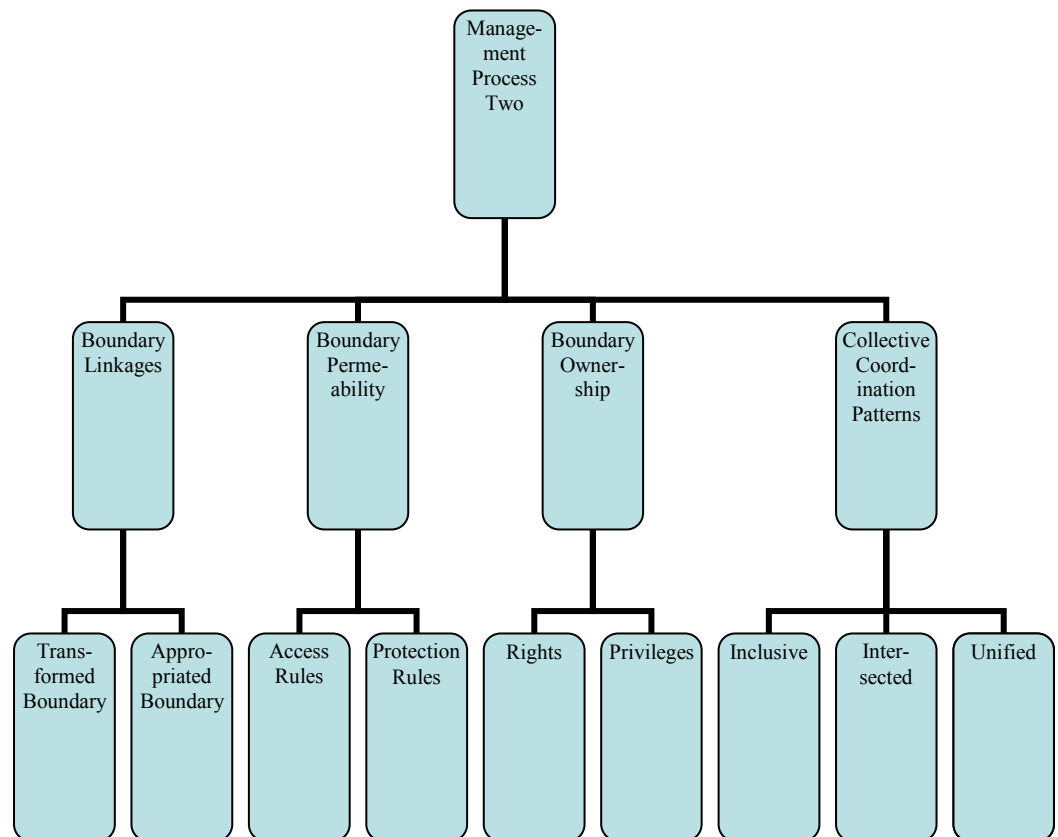 Manage-
ment
Process
Two
Boundary
Linkages
Boundary
Perme-
ability
Boundary
Owner-
ship
Collective
Coord-
ination
Patterns
Trans-
formed
Boundary
Appro-
priated
Boundary
Access
Rules
Protection
Rules
Rights
Privileges
Inclusive
Inter-
sected
Unified